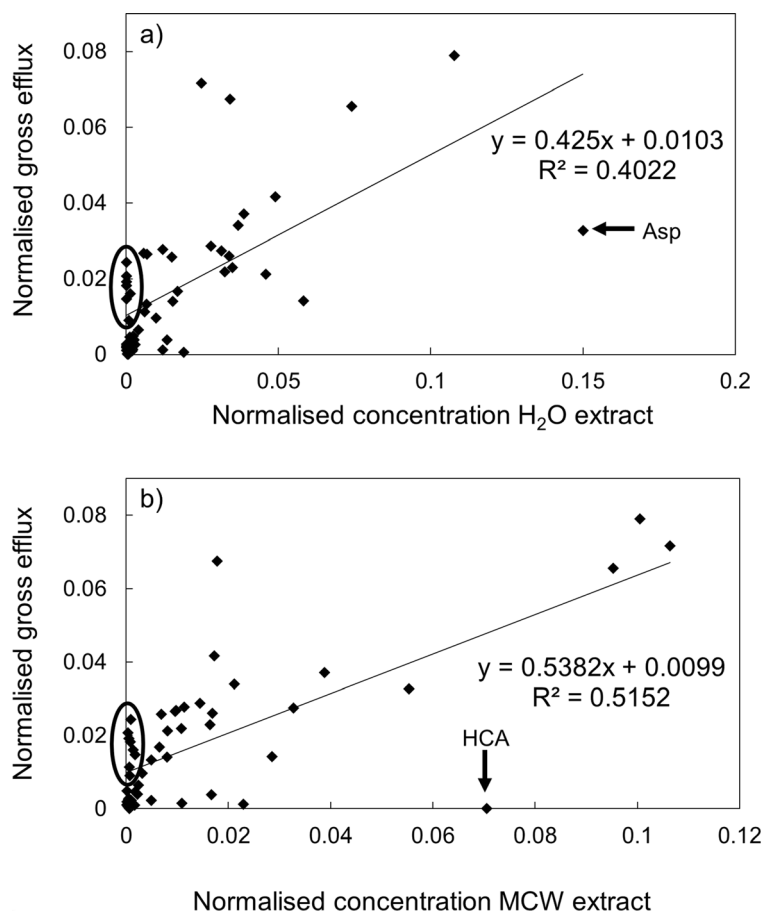 a)
0.08
0.06
0.04
0.02
0
Normalised gross efflux
y = 0.425x + 0.0103
R² = 0.4022
Asp
0 0.05 0.1 0.15 0.2
Normalised concentration H₂O extract
b)
0.08
0.06
0.04
0.02
0
Normalised gross efflux
y = 0.5382x + 0.0099
R² = 0.5152
HCA
0 0.02 0.04 0.06 0.08 0.1 0.12
Normalised concentration MCW extract